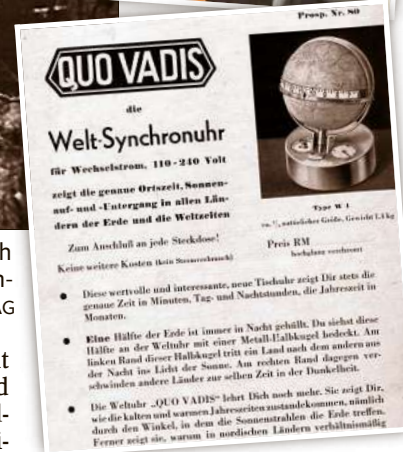 Prosp. Nr. 80
QUO VADIS
die
Welt-Synchronuhr
für Wechselstrom, 110-240 Volt
zeigt die genaue Ortszeit, Sonnen-
auf- und -Untergang in allen Län-
dern der Erde und die Weltzeiten
Zum Anschluß an jede Steckdose!
Keine weitere Kosten (kein Stromverbrauch)
Type W 1
natürlicher Größe, Gewicht
Preis RM
hochglanz verchromt
● Diese wertvolle und interessante, neue Tischuhr zeigt Dir stets die
genaue Zeit in Minuten, Tag- und Nachtstunden, die Jahreszeit in
Monaten.
● Eine Hälfte der Erde ist immer in Nacht gehüllt. Du siehst diese
Hälfte an der Weltuhr mit einer Metall-Halbkugel bedeckt. Am
linken Rand dieser Halbkugel tritt ein Land nach dem andern aus
der Nacht ins Licht der Sonne. Am rechten Rand dagegen ver-
schwinden andere Länder zur selben Zeit in der Dunkelheit.
● Die Weltuhr „QUO VADIS“ lehrt Dich noch mehr. Sie zeigt Dir,
wie die kalten und warmen Jahreszeiten zustandekommen, nämlich
durch den Winkel, in dem die Sonnenstrahlen die Erde treffen.
Ferner zeigt sie, warum in nordischen Ländern verhältnismäßig
AG